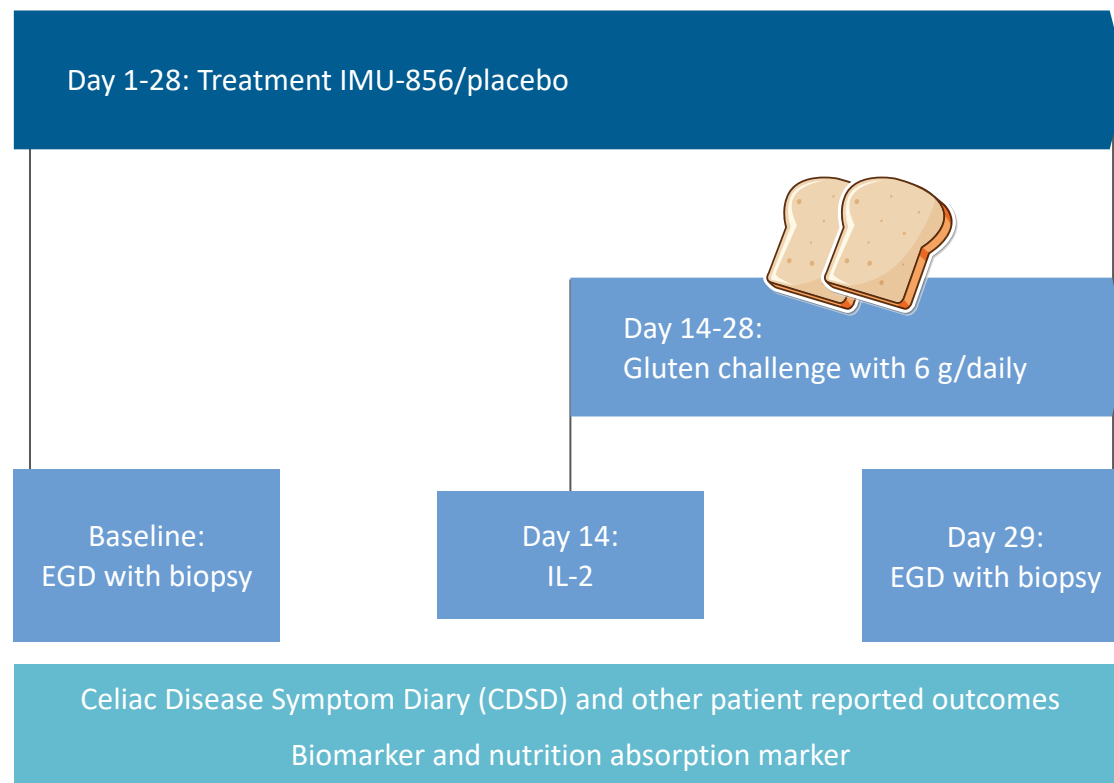 Day 1-28: Treatment IMU-856/placebo
Day 14-28:
Gluten challenge with 6 g/daily
Baseline:
EGD with biopsy
Day 14:
IL-2
Day 29:
EGD with biopsy
Celiac Disease Symptom Diary (CDSD) and other patient reported outcomes
Biomarker and nutrition absorption marker